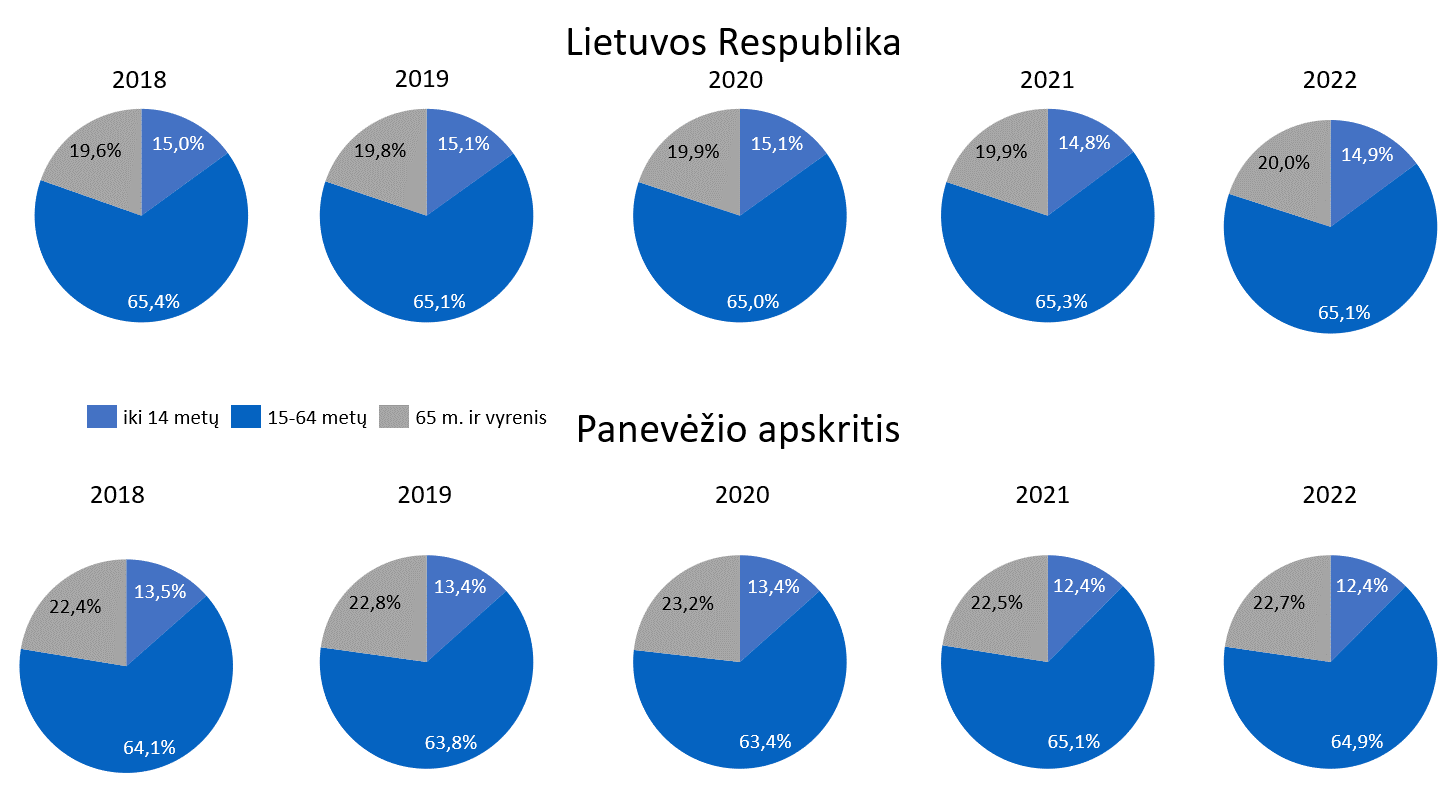 Lietuvos Respublika
2018 2019 2020 2021 2022
19,6% 15,0% 19,8% 15,1% 19,9% 15,1% 19,9% 14,8% 20,0% 14,9%
65,4% 65,1% 65,0% 65,3% 65,1%
iki 14 metų 15-64 metų 65 m. ir vyrenis
Panevėžio apskritis
2018 2019 2020 2021 2022
22,4% 13,5% 22,8% 13,4% 23,2% 13,4% 22,5% 12,4% 22,7% 12,4%
64,1% 63,8% 63,4% 65,1% 64,9%